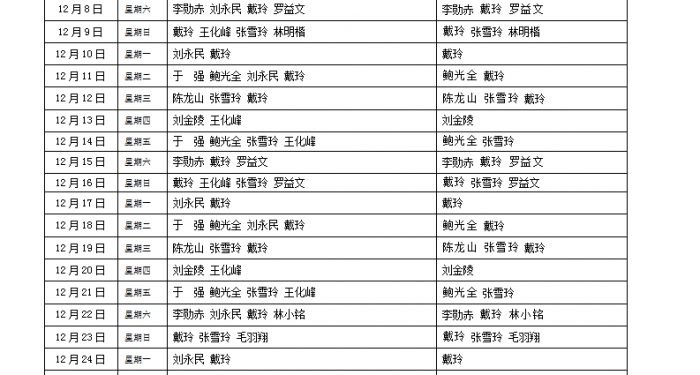 12月8日 星期六 李勋赤 刘永民 戴玲 罗益文 李勋赤 戴玲 罗益文
12月9日 星期日 戴玲 王化峰 张雪玲 林明楷 戴玲 张雪玲 林明楷
12月10日 星期一 刘永民 戴玲 戴玲
12月11日 星期二 于 强 鲍光全 刘永民 戴玲 鲍光全 戴玲
12月12日 星期三 陈龙山 张雪玲 戴玲 陈龙山 张雪玲 戴玲
12月13日 星期四 刘金陵 王化峰 刘金陵
12月14日 星期五 于 强 鲍光全 张雪玲 王化峰 鲍光全 张雪玲
12月15日 星期六 李勋赤 戴玲 罗益文 李勋赤 戴玲 罗益文
12月16日 星期日 戴玲 王化峰 张雪玲 罗益文 戴玲 张雪玲 罗益文
12月17日 星期一 刘永民 戴玲 戴玲
12月18日 星期二 于 强 鲍光全 刘永民 戴玲 鲍光全 戴玲
12月19日 星期三 陈龙山 张雪玲 戴玲 陈龙山 张雪玲 戴玲
12月20日 星期四 刘金陵 王化峰 刘金陵
12月21日 星期五 于 强 鲍光全 张雪玲 王化峰 鲍光全 张雪玲
12月22日 星期六 李勋赤 刘永民 戴玲 林小铭 李勋赤 戴玲 林小铭
12月23日 星期日 戴玲 张雪玲 毛羽翔 戴玲 张雪玲 毛羽翔
12月24日 星期一 刘永民 戴玲 戴玲